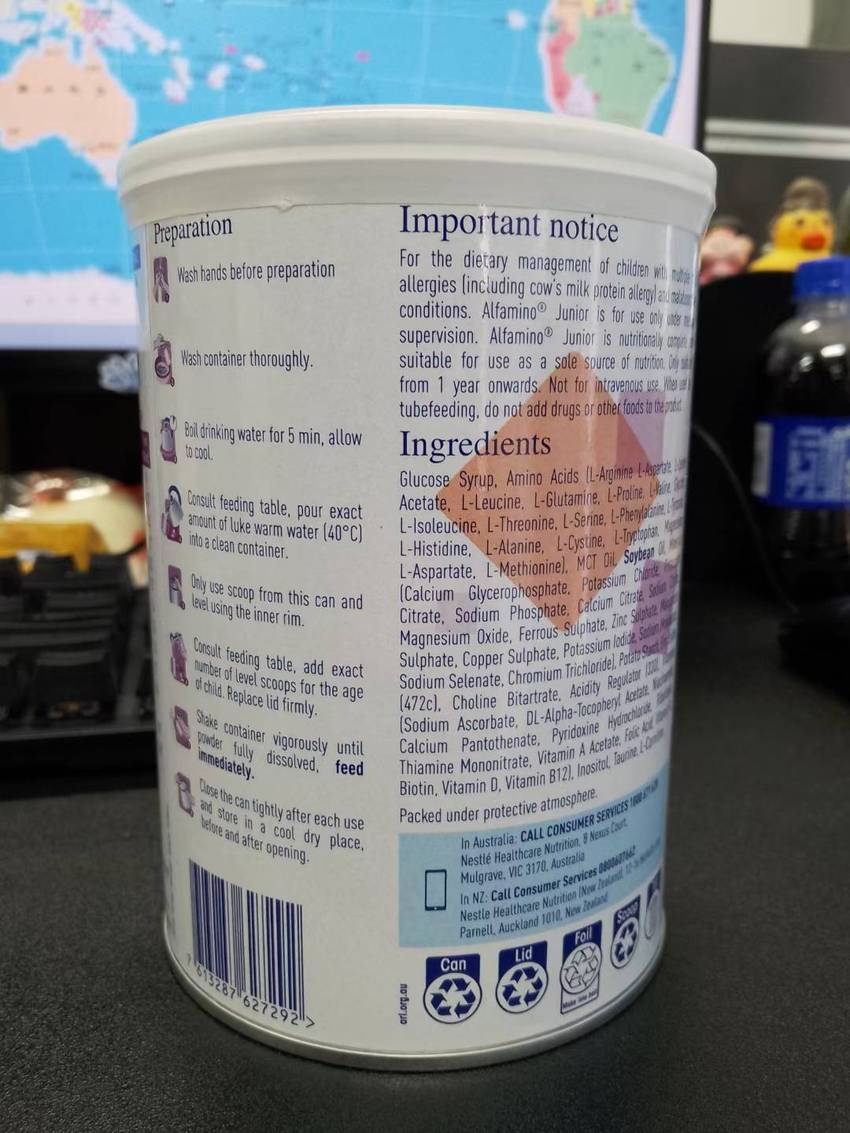 Preparation
Wash hands before preparation
Wash container thoroughly.
Boil drinking water for 5 min, allow
to cool.
Consult feeding table, pour exact
amount of luke warm water (40°C)
into a clean container.
Only use scoop from this can and
level using the inner rim.
Consult feeding table, add exact
number of level scoops for the age
of child. Replace lid firmly.
Shake container vigorously until
powder fully dissolved, feed
immediately.
Close the can tightly after each use
and store in a cool dry place,
before and after opening.
7 613287 627292 >
Important notice
For the dietary management of children with multiple
allergies (including cow's milk protein allergy) and
conditions. Alfamino® Junior is for use only under
supervision. Alfamino® Junior is nutritionally
suitable for use as a sole source of nutrition. Only
from 1 year onwards. Not for intravenous use. When used
tubefeeding, do not add drugs or other foods to the product.
Ingredients
Glucose Syrup, Amino Acids (L-Arginine L-Aspartate,
Acetate, L-Leucine, L-Glutamine, L-Proline, L-Valine,
L-Isoleucine, L-Threonine, L-Serine, L-Phenylalanine,
L-Histidine, L-Alanine, L-Cystine, L-Tryptophan,
L-Aspartate, L-Methionine), MCT Oil, Soybean Oil,
(Calcium Glycerophosphate, Potassium Chloride,
Citrate, Sodium Phosphate, Calcium Citrate, Sodium
Magnesium Oxide, Ferrous Sulphate, Zinc Sulphate,
Sulphate, Copper Sulphate, Potassium Iodide, Sodium
Sodium Selenate, Chromium Trichloride), Potato Starch,
(472c), Choline Bitartrate, Acidity Regulator (330),
(Sodium Ascorbate, DL-Alpha-Tocopheryl Acetate,
Calcium Pantothenate, Pyridoxine Hydrochloride,
Thiamine Mononitrate, Vitamin A Acetate, Folic Acid,
Biotin, Vitamin D, Vitamin B12), Inositol, Taurine, L-Carnitine.
Packed under protective atmosphere.
In Australia: CALL CONSUMER SERVICES 1800
Nestlé Healthcare Nutrition, 8 Nexus Court,
Mulgrave, VIC 3170, Australia
In NZ: Call Consumer Services 0800607662
Nestle Healthcare Nutrition (New Zealand),
Parnell, Auckland 1010, New Zealand
arl.org.au
Can
Lid
Foil
Scoop